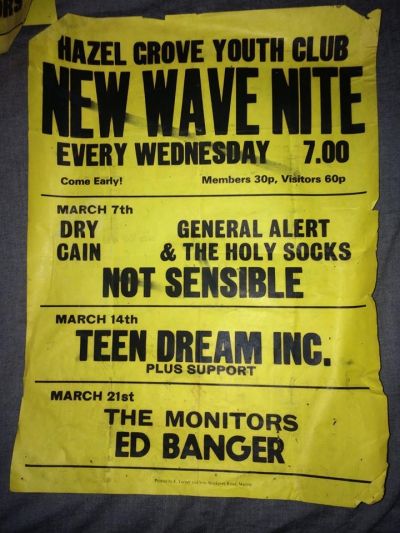 HAZEL GROVE YOUTH CLUB
NEW WAVE NITE
EVERY WEDNESDAY 7.00
Come Early! Members 30p, Visitors 60p
MARCH 7th
DRY GENERAL ALERT
CAIN & THE HOLY SOCKS
NOT SENSIBLE
MARCH 14th
TEEN DREAM INC.
PLUS SUPPORT
MARCH 21st
THE MONITORS
ED BANGER
Printed by